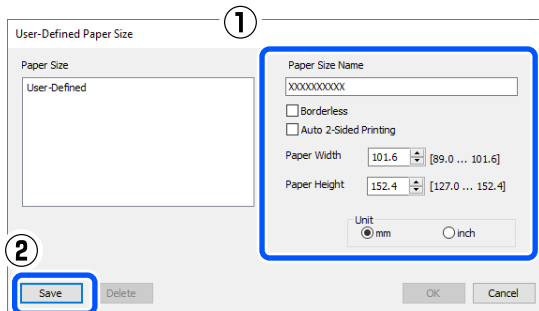 ①
User-Defined Paper Size
Paper Size
User-Defined
Paper Size Name
XXXXXXXXXX
Borderless
Auto 2-Sided Printing
Paper Width 101.6 [89.0 ... 101.6]
Paper Height 152.4 [127.0 ... 152.4]
Unit
mm inch
②
Save Delete OK Cancel